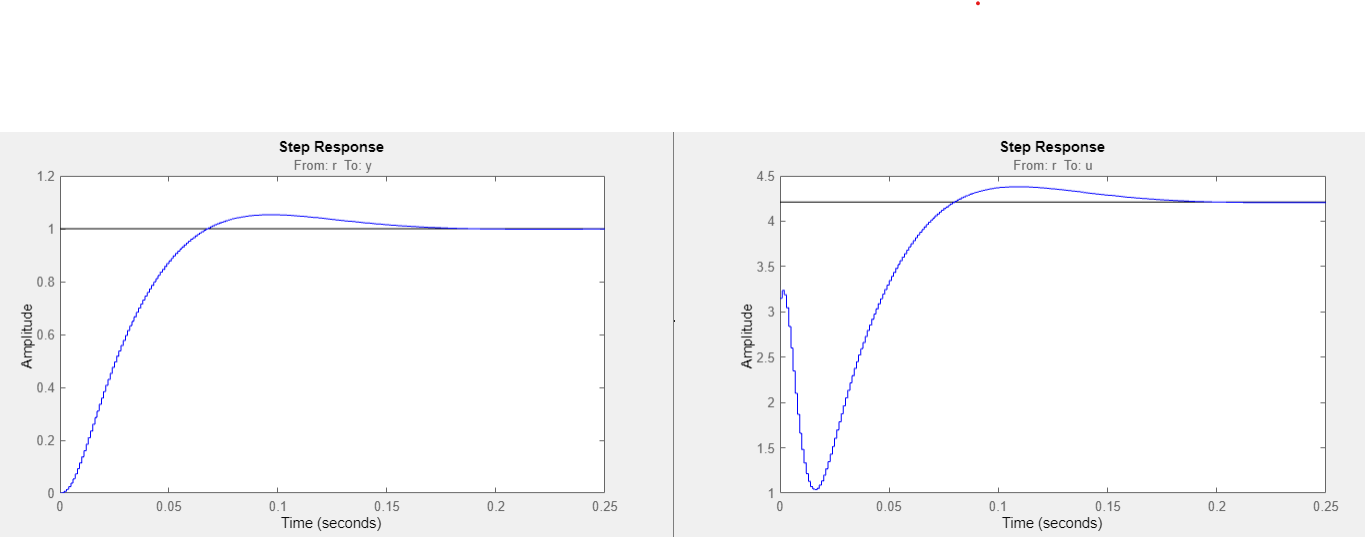 Step Response
From: r To: y
1.2
1
0.8
0.6
0.4
0.2
0
Amplitude
0 0.05 0.1 0.15 0.2 0.25
Time (seconds)
Step Response
From: r To: u
4.5
4
3.5
3
2.5
2
1.5
1
Amplitude
0 0.05 0.1 0.15 0.2 0.25
Time (seconds)